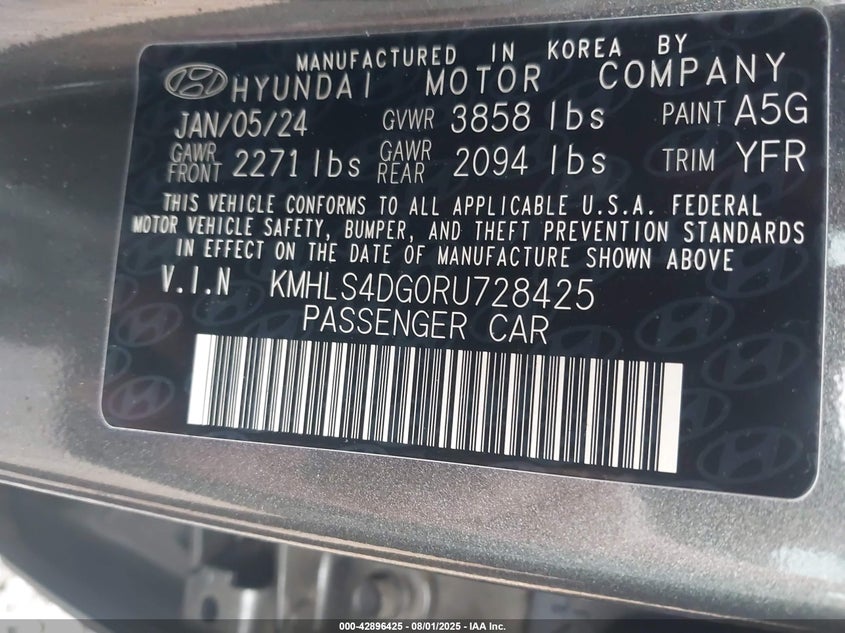 MANUFACTURED IN KOREA BY
HYUNDAI MOTOR COMPANY
JAN/05/24 GVWR 3858 lbs PAINT A5G
GAWR FRONT 2271 lbs GAWR REAR 2094 lbs TRIM YFR
THIS VEHICLE CONFORMS TO ALL APPLICABLE U.S.A. FEDERAL
MOTOR VEHICLE SAFETY, BUMPER, AND THEFT PREVENTION STANDARDS
IN EFFECT ON THE DATE OF MANUFACTURE SHOWN ABOVE
V.I.N KMHLS4DG0RU728425
PASSENGER CAR
000-42896425 - 08/01/2025 - IAA Inc.